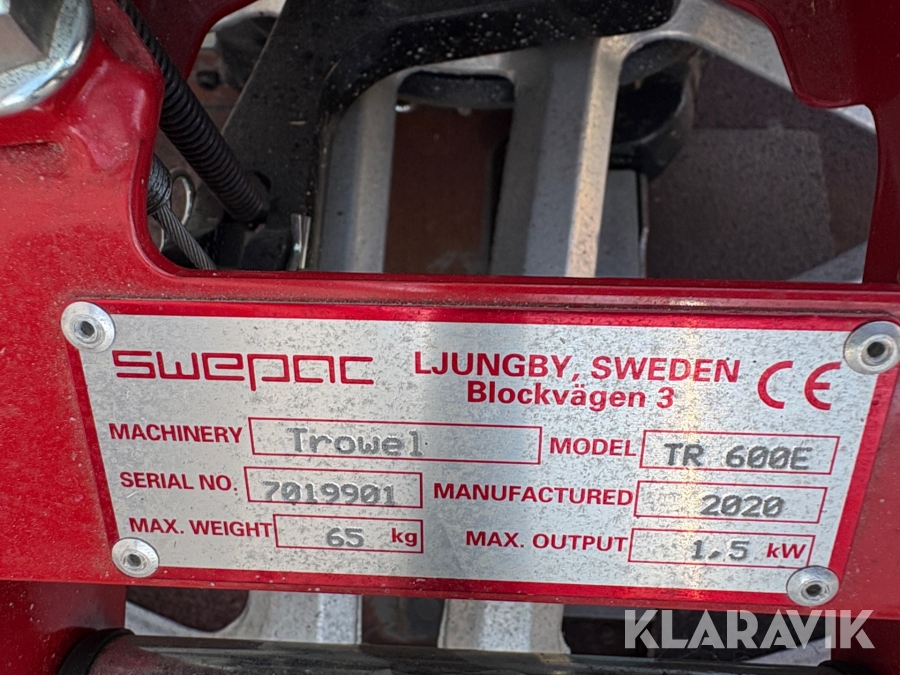 swepac LJUNGBY, SWEDEN CE
Blockvägen 3
MACHINERY Trowel MODEL TR 600E
SERIAL NO. 7019901 MANUFACTURED 2020
MAX. WEIGHT 65 kg MAX. OUTPUT 1,5 kW
KLARAVIK